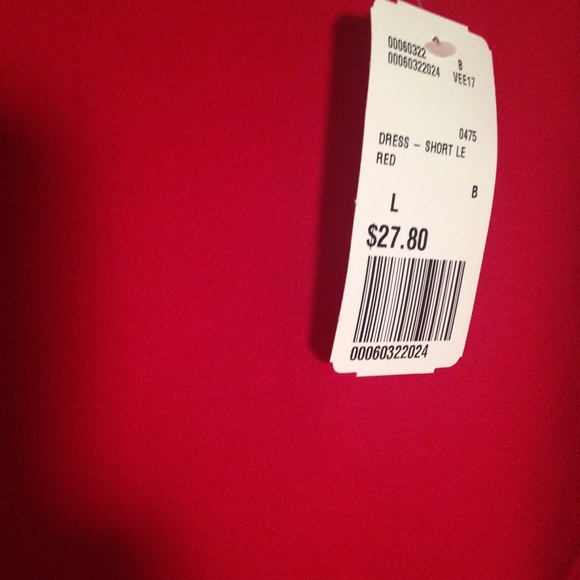 00060322 B
00060322024 VEE17
0475
DRESS - SHORT LE
RED
B
L
$27.80
00060322024